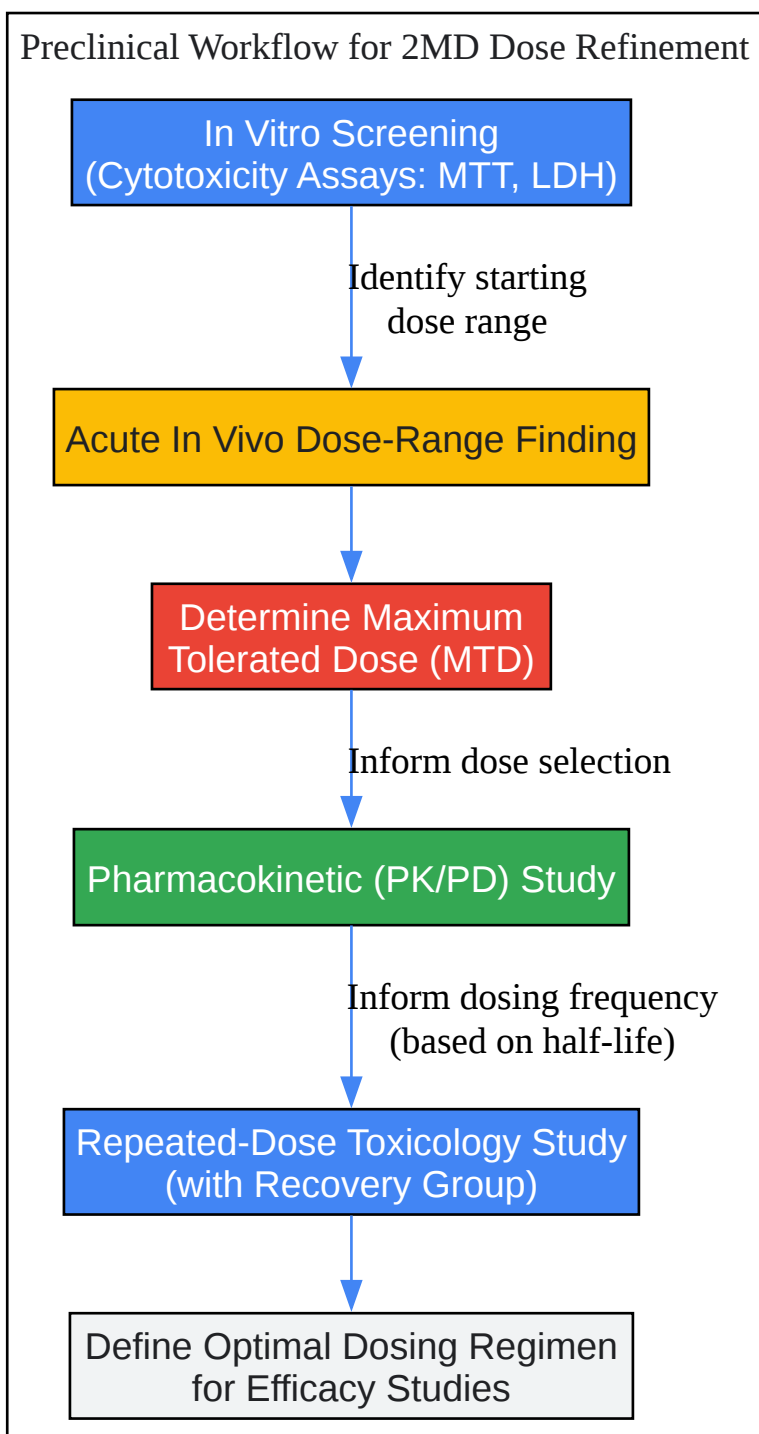 Preclinical Workflow for 2MD Dose Refinement
In Vitro Screening
(Cytotoxicity Assays: MTT, LDH)
Identify starting
dose range
Acute In Vivo Dose-Range Finding
Determine Maximum
Tolerated Dose (MTD)
Inform dose selection
Pharmacokinetic (PK/PD) Study
Inform dosing frequency
(based on half-life)
Repeated-Dose Toxicology Study
(with Recovery Group)
Define Optimal Dosing Regimen
for Efficacy Studies